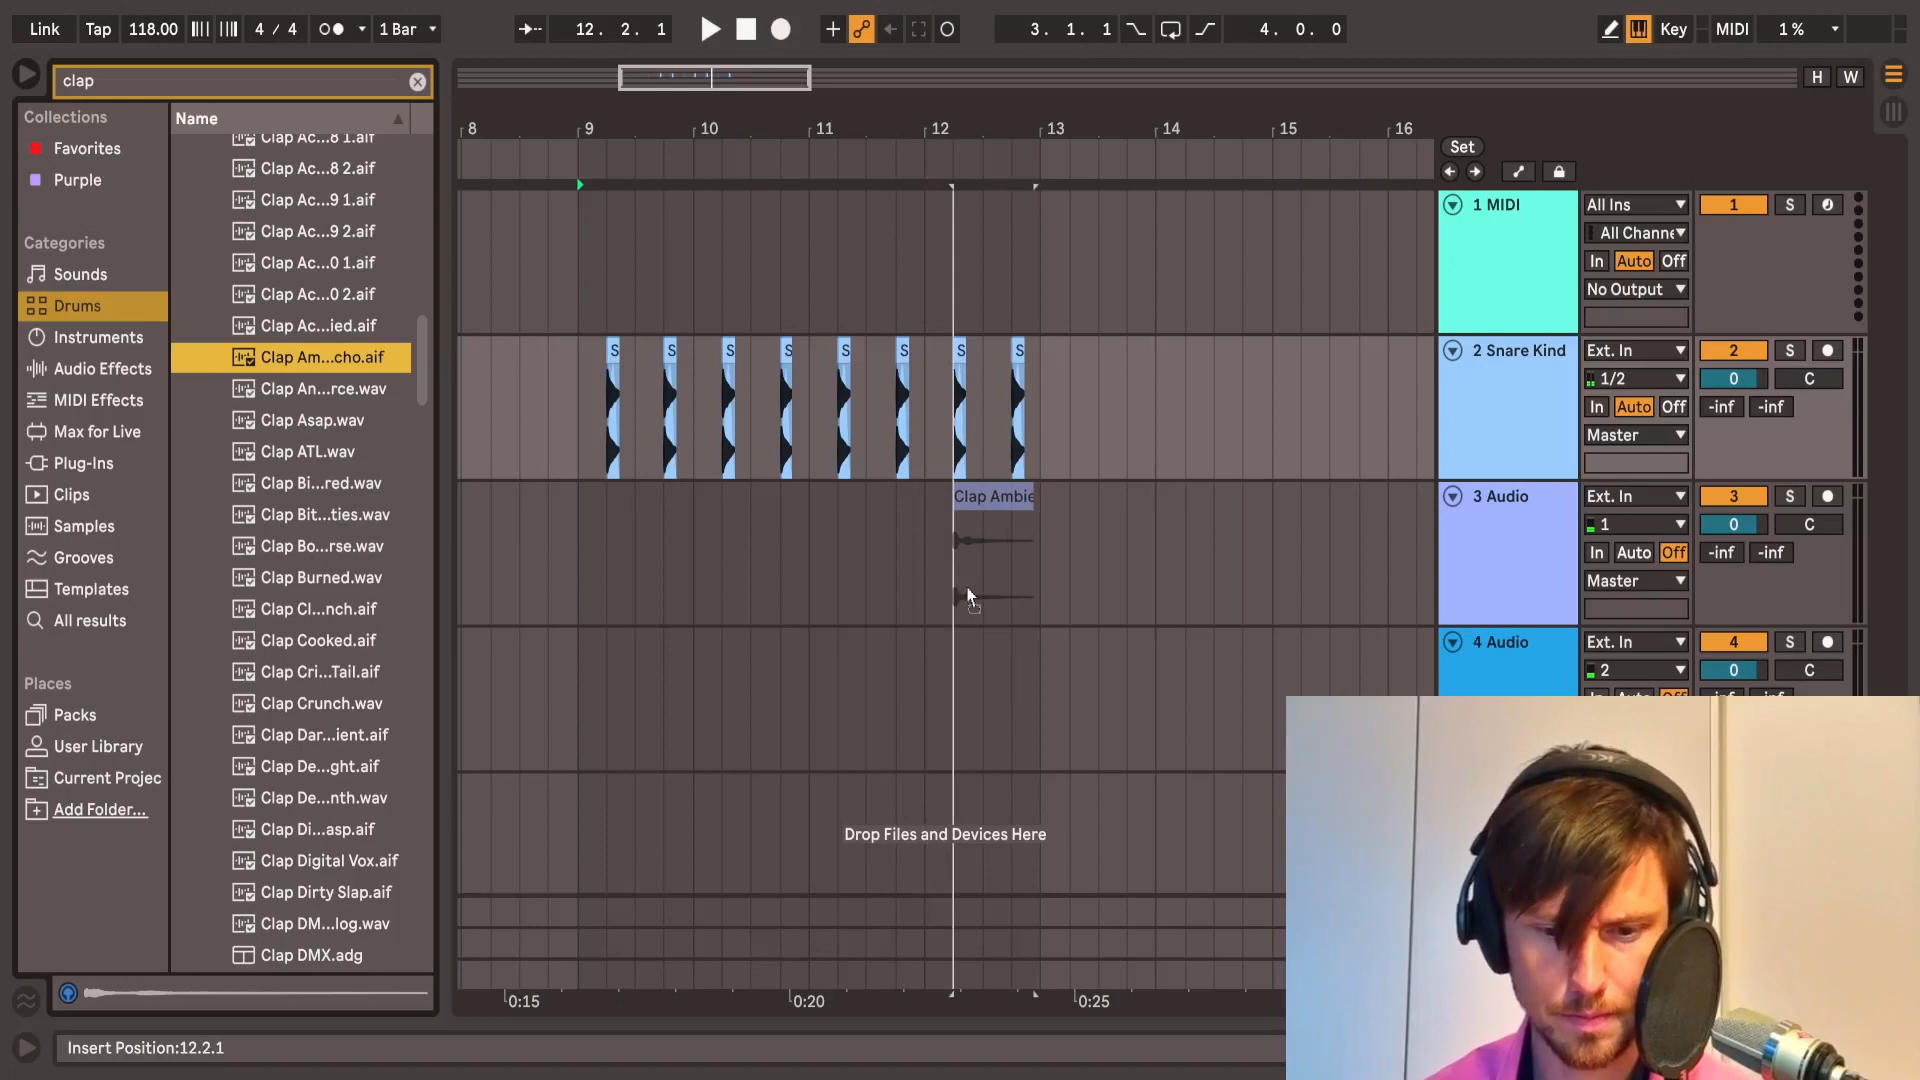 Link Tap 118.00 4 / 4 1 Bar 12. 2. 1 3. 1. 1 4. 0. 0 Key MIDI 1 %
clap
H W
Collections
Favorites
Purple
Categories
Sounds
Drums
Instruments
Audio Effects
MIDI Effects
Max for Live
Plug-Ins
Clips
Samples
Grooves
Templates
All results
Places
Packs
User Library
Current Projec
Add Folder...
Name
Clap Ac...8 1.aif
Clap Ac...8 2.aif
Clap Ac...9 1.aif
Clap Ac...9 2.aif
Clap Ac...0 1.aif
Clap Ac...0 2.aif
Clap Ac...ied.aif
Clap Am...cho.aif
Clap An...rce.wav
Clap Asap.wav
Clap ATL.wav
Clap Bi...red.wav
Clap Bit...ties.wav
Clap Bo...rse.wav
Clap Burned.wav
Clap Cl...nch.aif
Clap Cooked.aif
Clap Cri...Tail.aif
Clap Crunch.wav
Clap Dar...ient.aif
Clap De...ght.aif
Clap De...nth.wav
Clap Di...asp.aif
Clap Digital Vox.aif
Clap Dirty Slap.aif
Clap DM...log.wav
Clap DMX.adg
8 9 10 11 12 13 14 15 16
Set
1 MIDI All Ins 1 S
All Channe
In Auto Off
No Output
S S S S S S S S
2 Snare Kind Ext. In 2 S
1/2 0 C
In Auto Off -inf -inf
Master
Clap Ambie
3 Audio Ext. In 3 S
1 0 C
In Auto Off -inf -inf
Master
4 Audio Ext. In 4 S
2 0 C
Drop Files and Devices Here
0:15 0:20 0:25
Insert Position:12.2.1